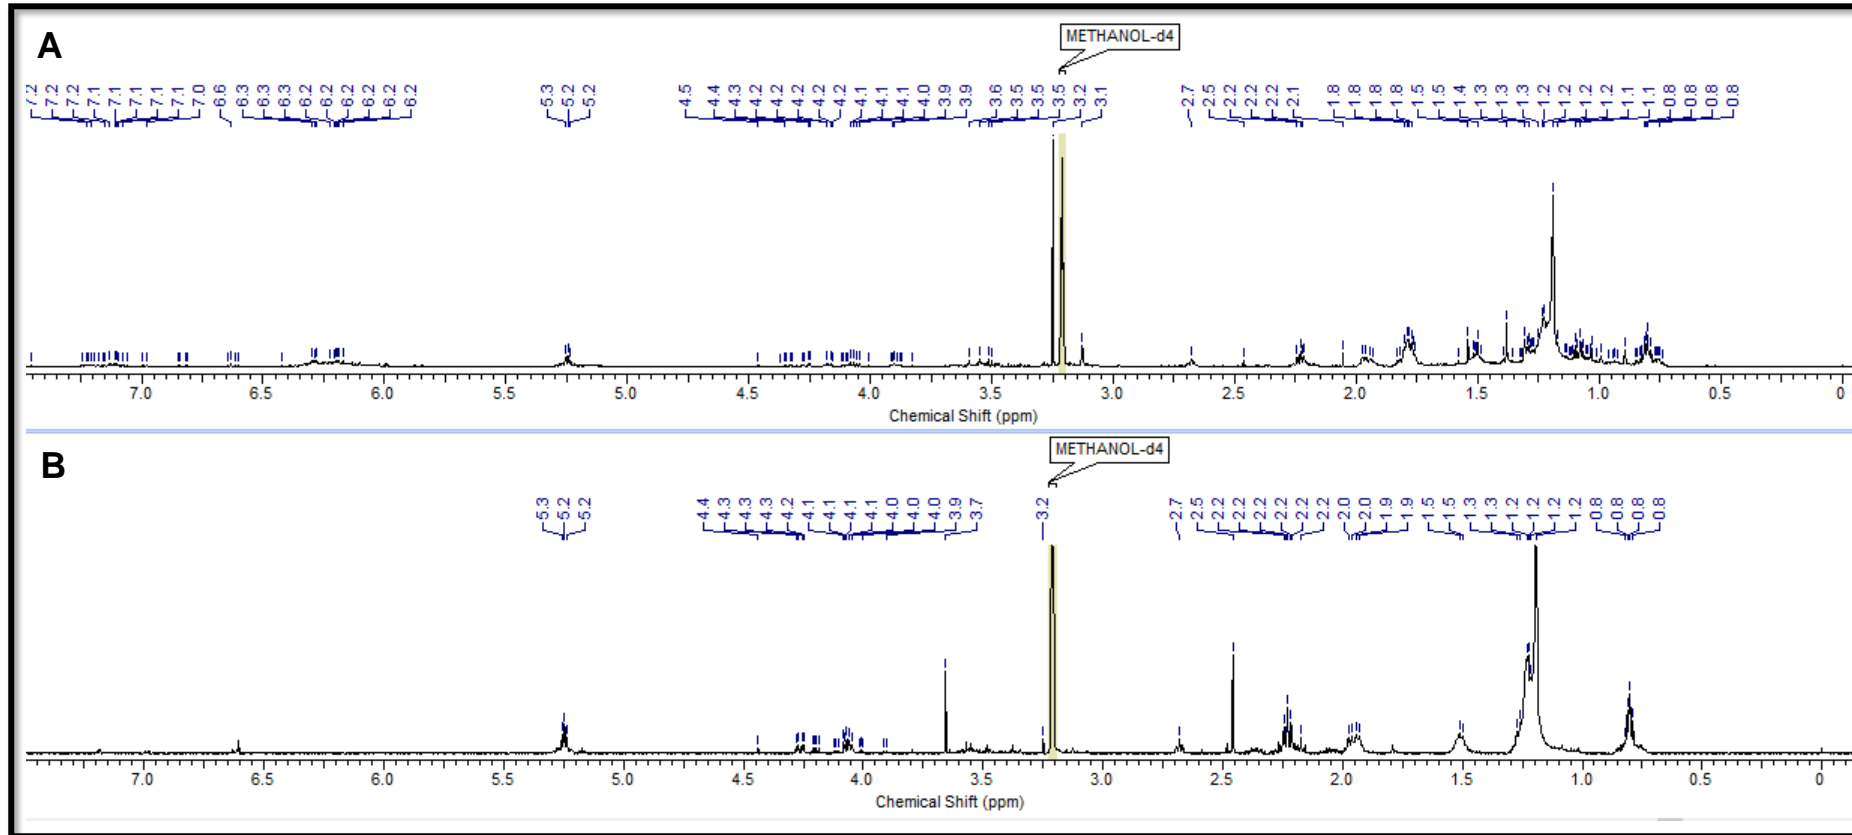 A
METHANOL-d4
7.2 7.2 7.2 7.1 7.1 7.1 7.1 7.1 7.0 6.6 6.3 6.3 6.3 6.2 6.2 6.2 6.2 6.2 6.2 5.3 5.2 5.2 4.5 4.4 4.3 4.2 4.2 4.2 4.2 4.2 4.1 4.1 4.1 4.0 3.9 3.9 3.6 3.5 3.5 3.5 3.2 3.1 2.7 2.5 2.2 2.2 2.2 2.1 1.8 1.8 1.8 1.8 1.5 1.5 1.4 1.3 1.3 1.3 1.2 1.2 1.2 1.2 1.1 1.1 0.8 0.8 0.8 0.8
7.0 6.5 6.0 5.5 5.0 4.5 4.0 3.5 3.0 2.5 2.0 1.5 1.0 0.5 0
Chemical Shift (ppm)
B
METHANOL-d4
5.3 5.2 5.2 4.4 4.3 4.3 4.3 4.2 4.1 4.1 4.1 4.1 4.0 4.0 4.0 3.9 3.7 3.2 2.7 2.5 2.2 2.2 2.2 2.2 2.2 2.2 2.0 2.0 1.9 1.9 1.5 1.5 1.3 1.3 1.2 1.2 1.2 1.2 0.8 0.8 0.8 0.8
7.0 6.5 6.0 5.5 5.0 4.5 4.0 3.5 3.0 2.5 2.0 1.5 1.0 0.5 0
Chemical Shift (ppm)